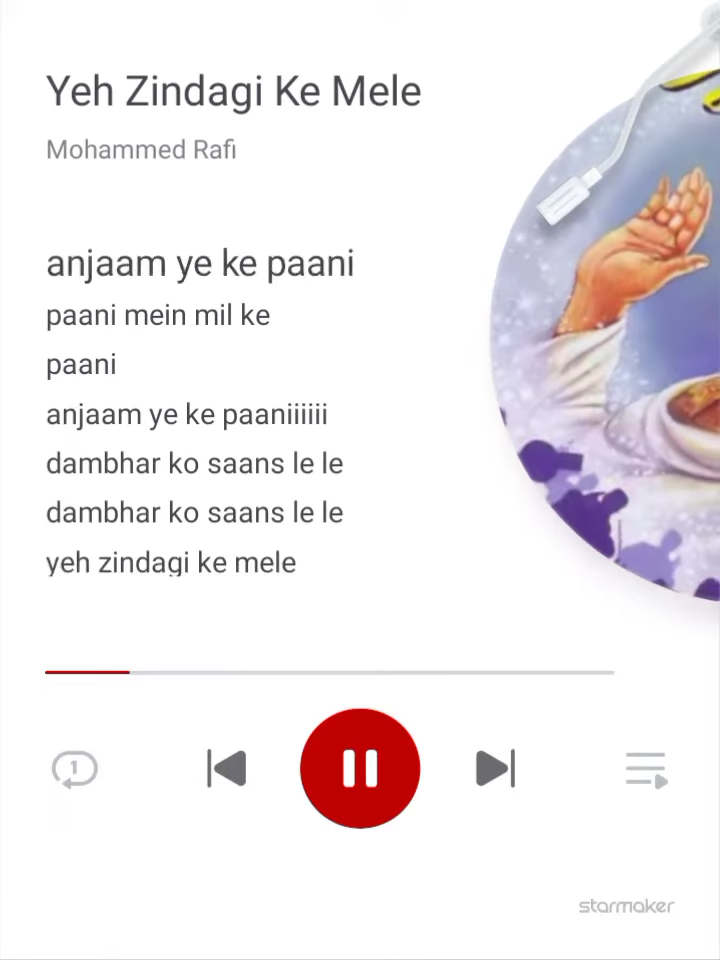 Yeh Zindagi Ke Mele
Mohammed Rafi
anjaam ye ke paani
paani mein mil ke
paani
anjaam ye ke paaniiiiii
dambhar ko saans le le
dambhar ko saans le le
yeh zindagi ke mele
1
starmaker